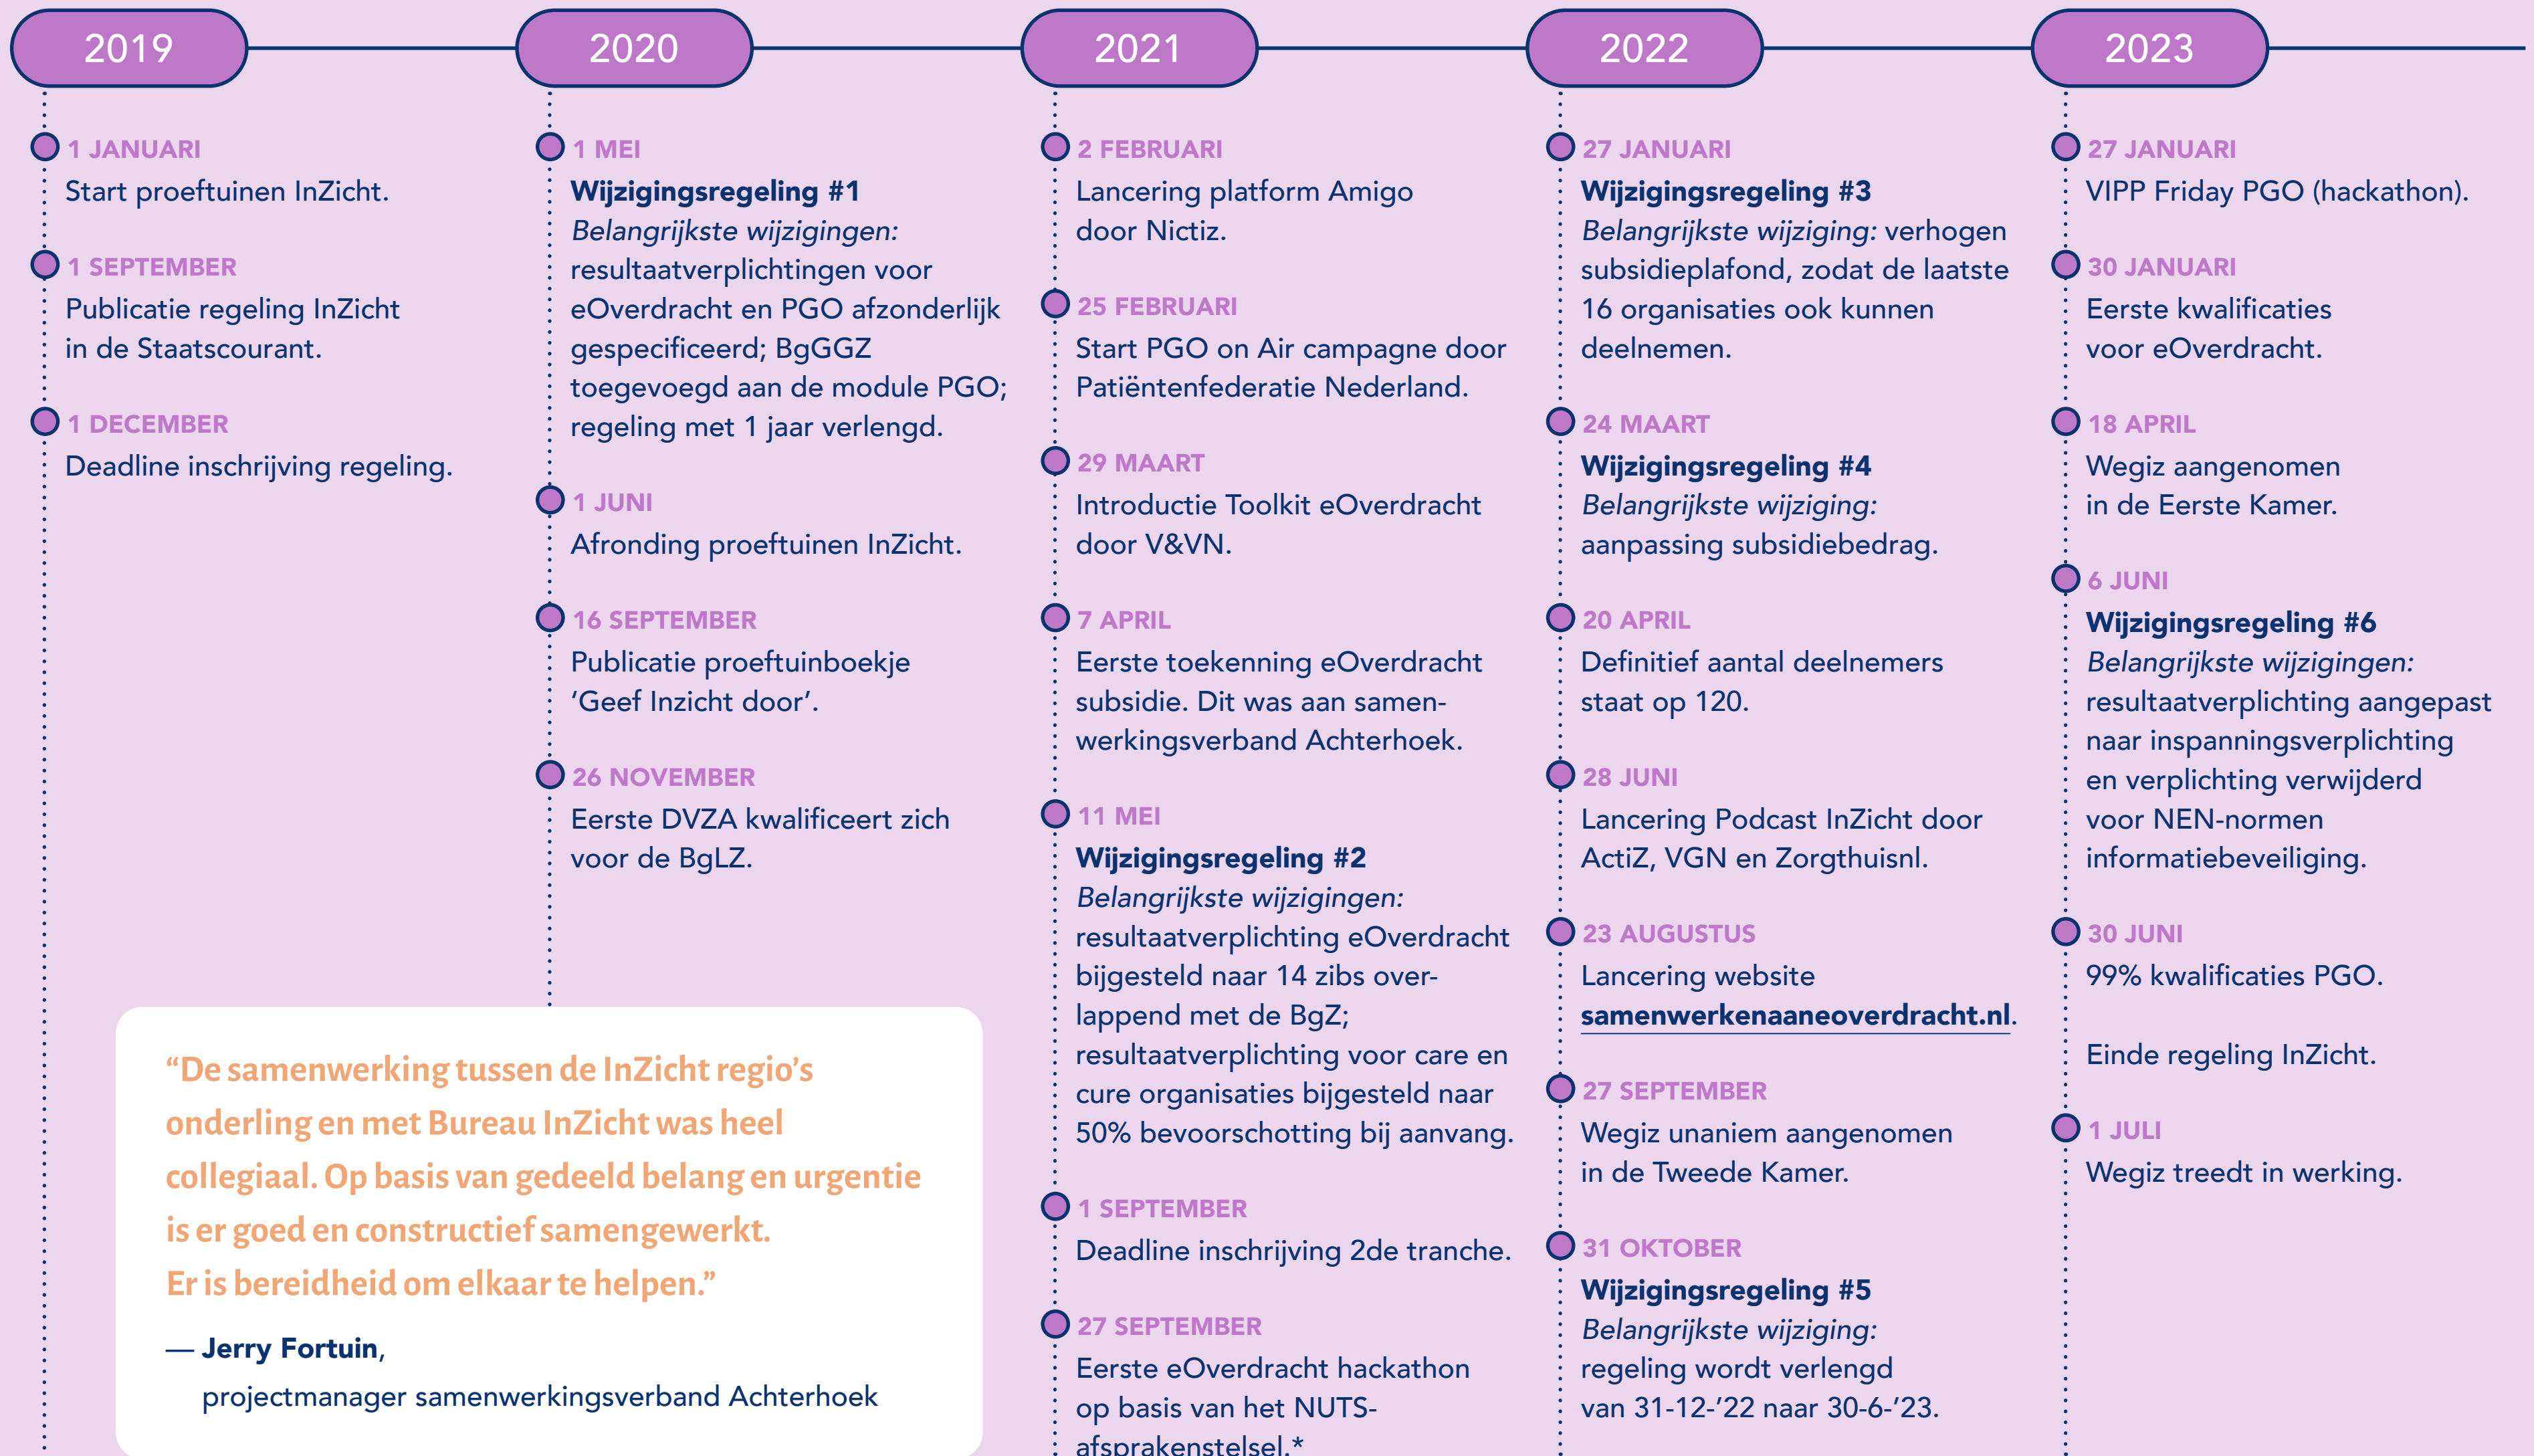 2019
1 JANUARI
Start proeftuinen InZicht.
1 SEPTEMBER
Publicatie regeling InZicht
in de Staatscourant.
1 DECEMBER
Deadline inschrijving regeling.
2020
1 MEI
Wijzigingsregeling #1
Belangrijkste wijzigingen:
resultaatverplichtingen voor
eOverdracht en PGO afzonderlijk
gespecificeerd; BgGGZ
toegevoegd aan de module PGO;
regeling met 1 jaar verlengd.
1 JUNI
Afronding proeftuinen InZicht.
16 SEPTEMBER
Publicatie proeftuinboekje
‘Geef Inzicht door’.
26 NOVEMBER
Eerste DVZA kwalificeert zich
voor de BgLZ.
“De samenwerking tussen de InZicht regio’s
onderling en met Bureau InZicht was heel
collegiaal. Op basis van gedeeld belang en urgentie
is er goed en constructief samengewerkt.
Er is bereidheid om elkaar te helpen.”
— Jerry Fortuin,
projectmanager samenwerkingsverband Achterhoek
2021
2 FEBRUARI
Lancering platform Amigo
door Nictiz.
25 FEBRUARI
Start PGO on Air campagne door
Patiëntenfederatie Nederland.
29 MAART
Introductie Toolkit eOverdracht
door V&VN.
7 APRIL
Eerste toekenning eOverdracht
subsidie. Dit was aan samen-
werkingsverband Achterhoek.
11 MEI
Wijzigingsregeling #2
Belangrijkste wijzigingen:
resultaatverplichting eOverdracht
bijgesteld naar 14 zibs over-
lappend met de BgZ;
resultaatverplichting voor care en
cure organisaties bijgesteld naar
50% bevoorschotting bij aanvang.
1 SEPTEMBER
Deadline inschrijving 2de tranche.
27 SEPTEMBER
Eerste eOverdracht hackathon
op basis van het NUTS-
afsprakenstelsel.*
2022
27 JANUARI
Wijzigingsregeling #3
Belangrijkste wijziging: verhogen
subsidieplafond, zodat de laatste
16 organisaties ook kunnen
deelnemen.
24 MAART
Wijzigingsregeling #4
Belangrijkste wijziging:
aanpassing subsidiebedrag.
20 APRIL
Definitief aantal deelnemers
staat op 120.
28 JUNI
Lancering Podcast InZicht door
ActiZ, VGN en Zorgthuisnl.
23 AUGUSTUS
Lancering website
samenwerkenaaneoverdracht.nl.
27 SEPTEMBER
Wegiz unaniem aangenomen
in de Tweede Kamer.
31 OKTOBER
Wijzigingsregeling #5
Belangrijkste wijziging:
regeling wordt verlengd
van 31-12-’22 naar 30-6-’23.
2023
27 JANUARI
VIPP Friday PGO (hackathon).
30 JANUARI
Eerste kwalificaties
voor eOverdracht.
18 APRIL
Wegiz aangenomen
in de Eerste Kamer.
6 JUNI
Wijzigingsregeling #6
Belangrijkste wijzigingen:
resultaatverplichting aangepast
naar inspanningsverplichting
en verplichting verwijderd
voor NEN-normen
informatiebeveiliging.
30 JUNI
99% kwalificaties PGO.
Einde regeling InZicht.
1 JULI
Wegiz treedt in werking.